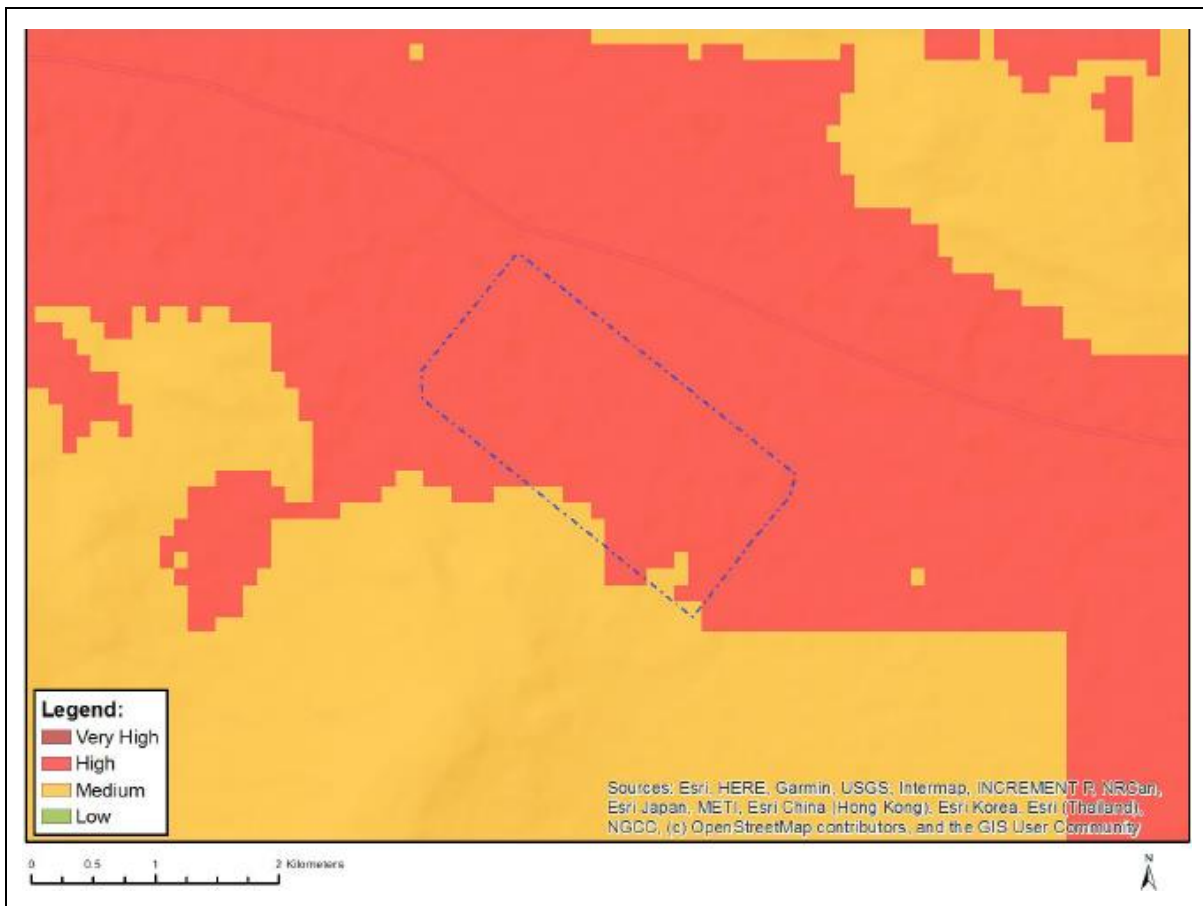 Legend:
Very High
High
Medium
Low
Sources: Esri, HERE, Garmin, USGS, Intermap, INCREMENT P, NRCan,
Esri Japan, METI, Esri China (Hong Kong), Esri Korea, Esri (Thailand),
NGCC, (c) OpenStreetMap contributors, and the GIS User Community
0 0.5 1 2 Kilometers
N